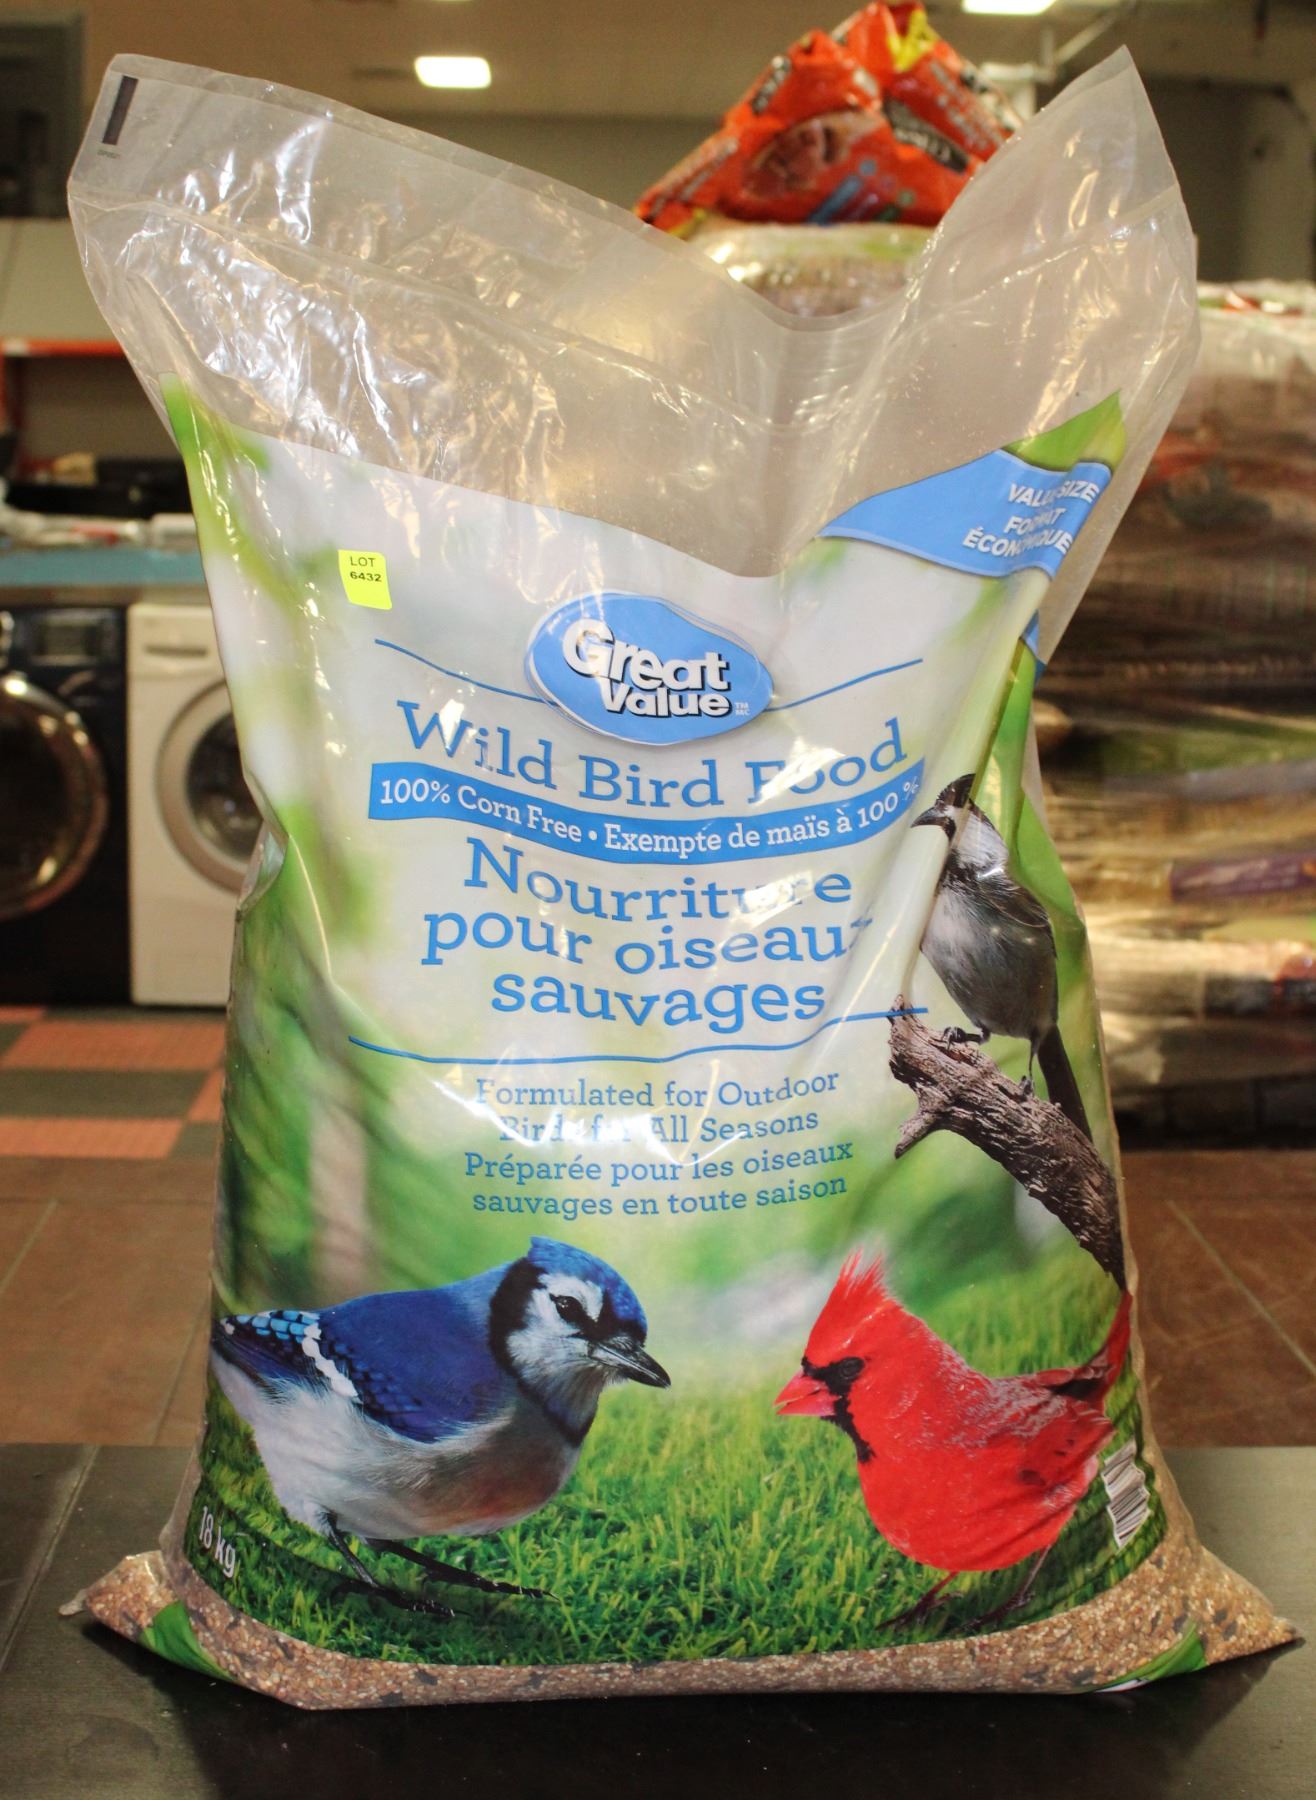 VALUE SIZE
FORMAT
ÉCONOMIQUE
LOT
6432
Great
Value
TM
MC
Wild Bird Food
100% Corn Free • Exempte de maïs à 100 %
Nourriture
pour oiseaux
sauvages
Formulated for Outdoor
Birds for All Seasons
Préparée pour les oiseaux
sauvages en toute saison
18 kg